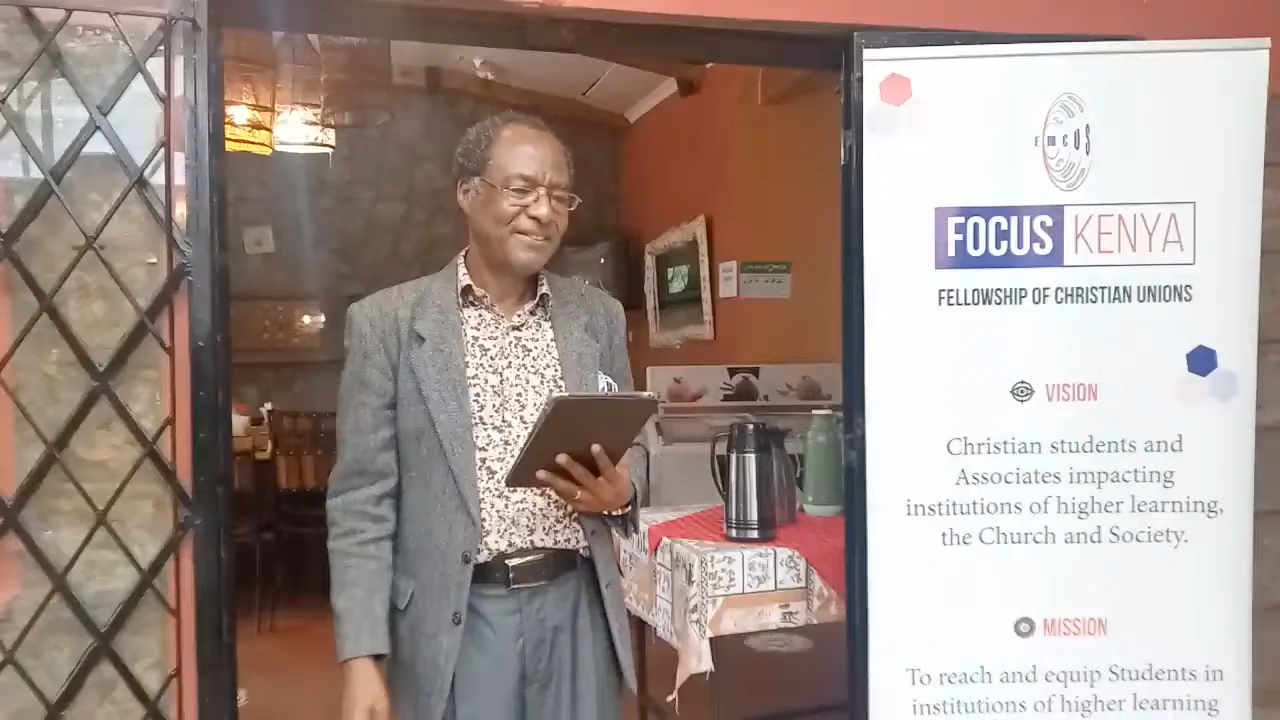 FOCUS
FOCUS KENYA
FELLOWSHIP OF CHRISTIAN UNIONS
VISION
Christian students and
Associates impacting
institutions of higher learning,
the Church and Society.
MISSION
To reach and equip Students in
institutions of higher learning